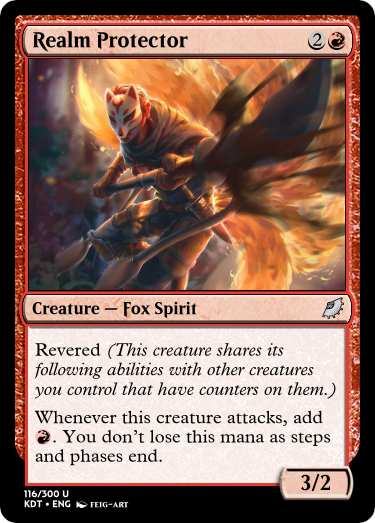 Realm Protector 2
Creature — Fox Spirit
Revered (This creature shares its
following abilities with other creatures
you control that have counters on them.)
Whenever this creature attacks, add
. You don't lose this mana as steps
and phases end.
3/2
116/300 U
KDT • ENG FEIG-ART